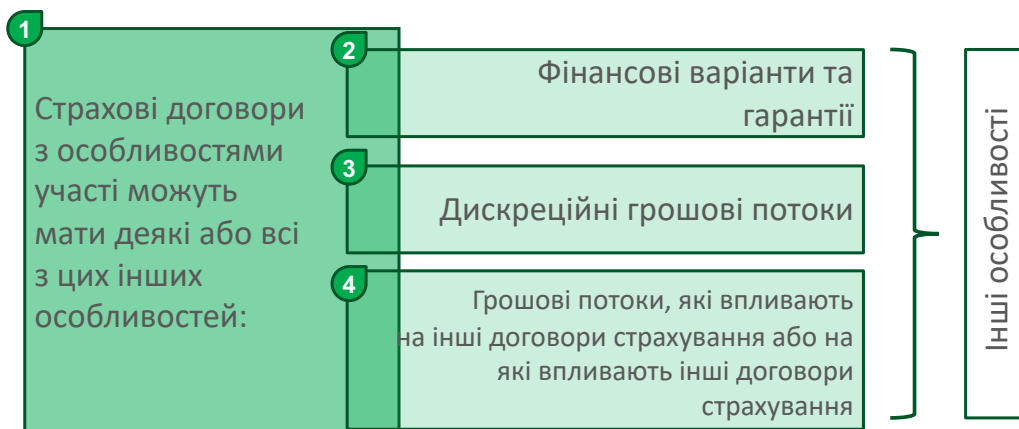 1
Страхові договори
з особливостями
участі можуть
мати деякі або всі
з цих інших
особливостей:
2
Фінансові варіанти та
гарантії
3
Дискреційні грошові потоки
4
Грошові потоки, які впливають
на інші договори страхування або на
які впливають інші договори
страхування
Інші особливості